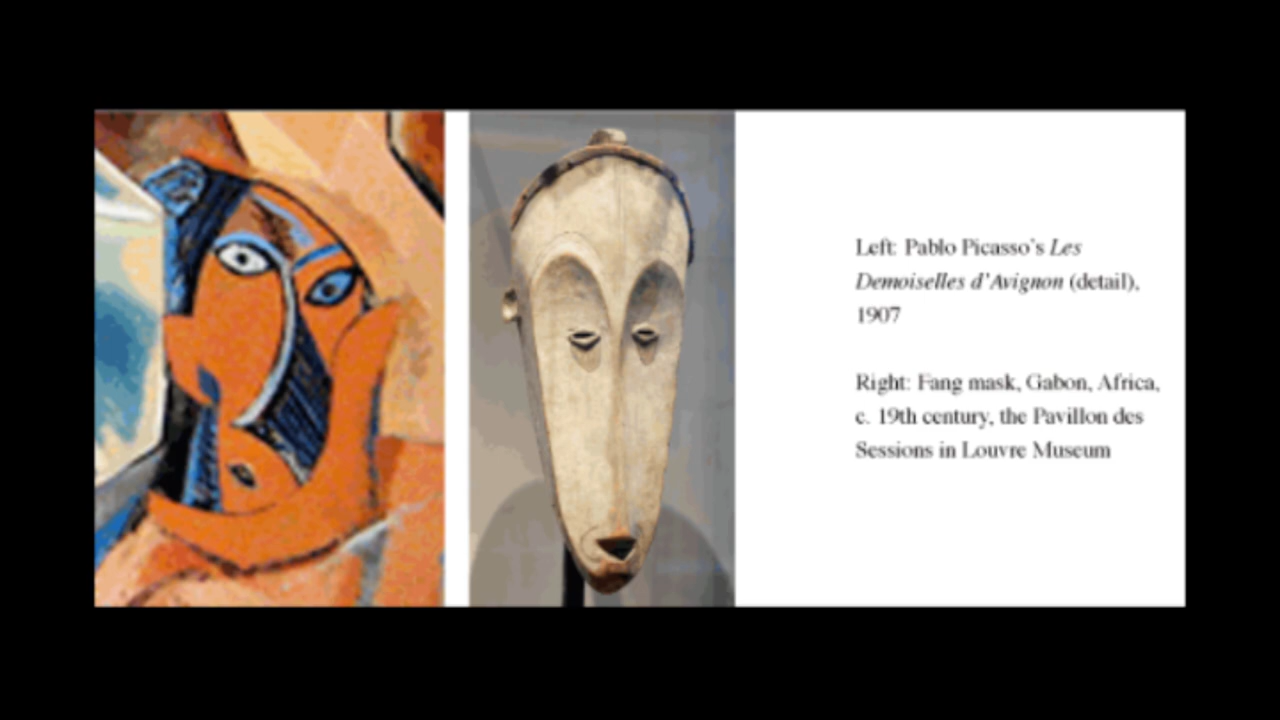 Left: Pablo Picasso's Les
Demoiselles d'Avignon (detail),
1907
Right: Fang mask, Gabon, Africa,
c. 19th century, the Pavillon des
Sessions in Louvre Museum